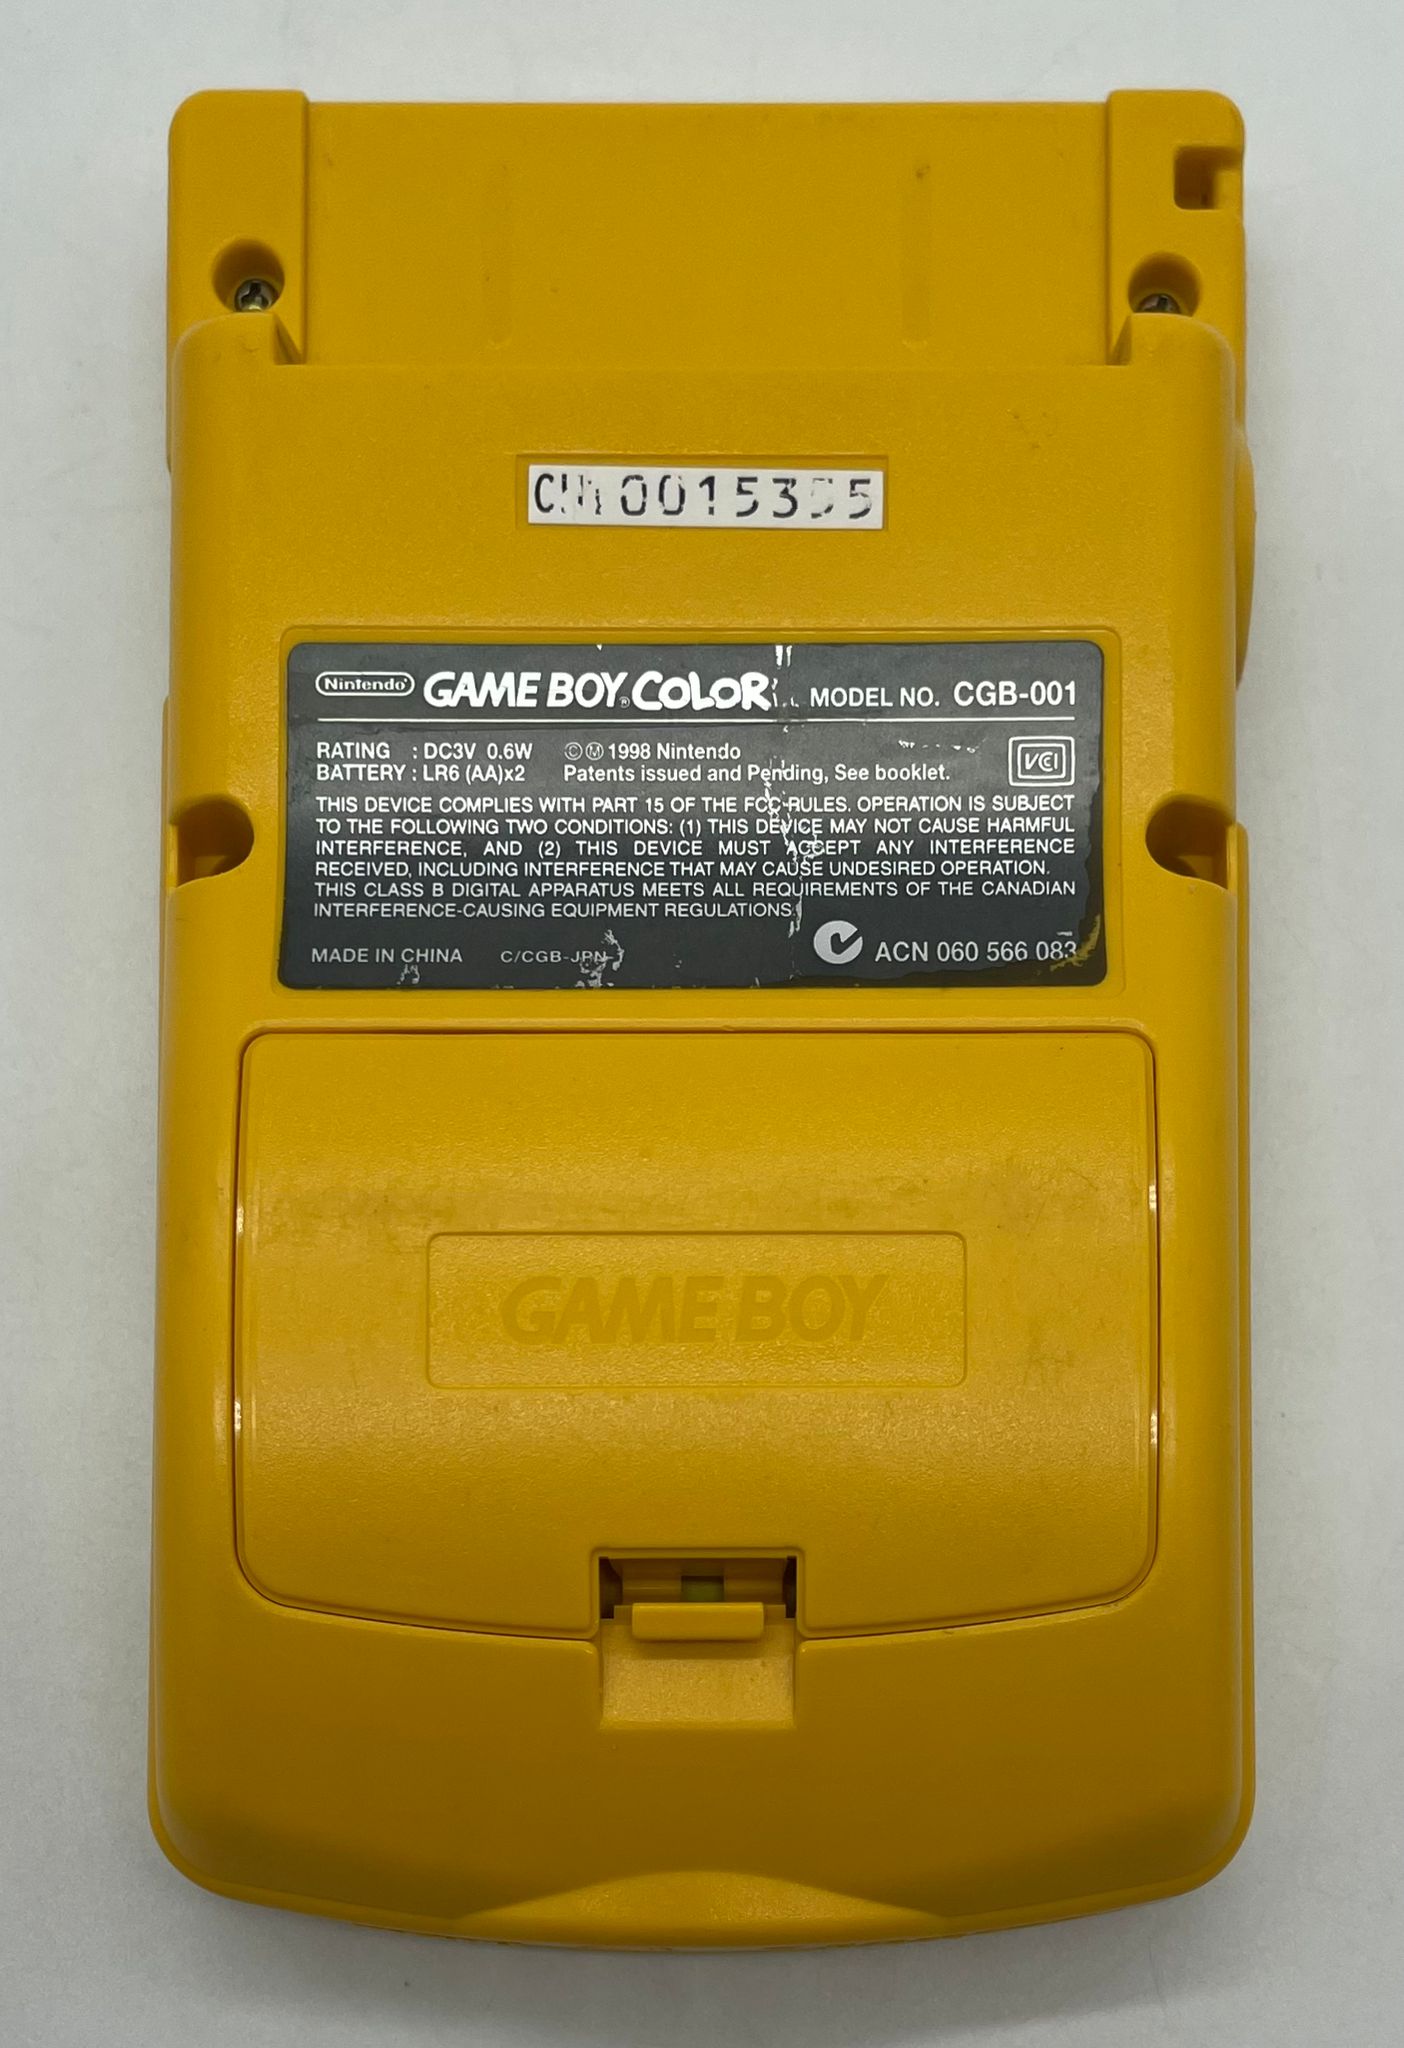 0015355
Nintendo® GAME BOY® COLOR MODEL NO. CGB-001
RATING : DC3V 0.6W ©Ⓜ 1998 Nintendo
BATTERY : LR6 (AA)x2 Patents issued and Pending, See booklet.
VCI
THIS DEVICE COMPLIES WITH PART 15 OF THE FCC RULES. OPERATION IS SUBJECT
TO THE FOLLOWING TWO CONDITIONS: (1) THIS DEVICE MAY NOT CAUSE HARMFUL
INTERFERENCE, AND (2) THIS DEVICE MUST ACCEPT ANY INTERFERENCE
RECEIVED, INCLUDING INTERFERENCE THAT MAY CAUSE UNDESIRED OPERATION.
THIS CLASS B DIGITAL APPARATUS MEETS ALL REQUIREMENTS OF THE CANADIAN
INTERFERENCE-CAUSING EQUIPMENT REGULATIONS.
MADE IN CHINA C/CGB-JPN ACN 060 566 083
GAME BOY